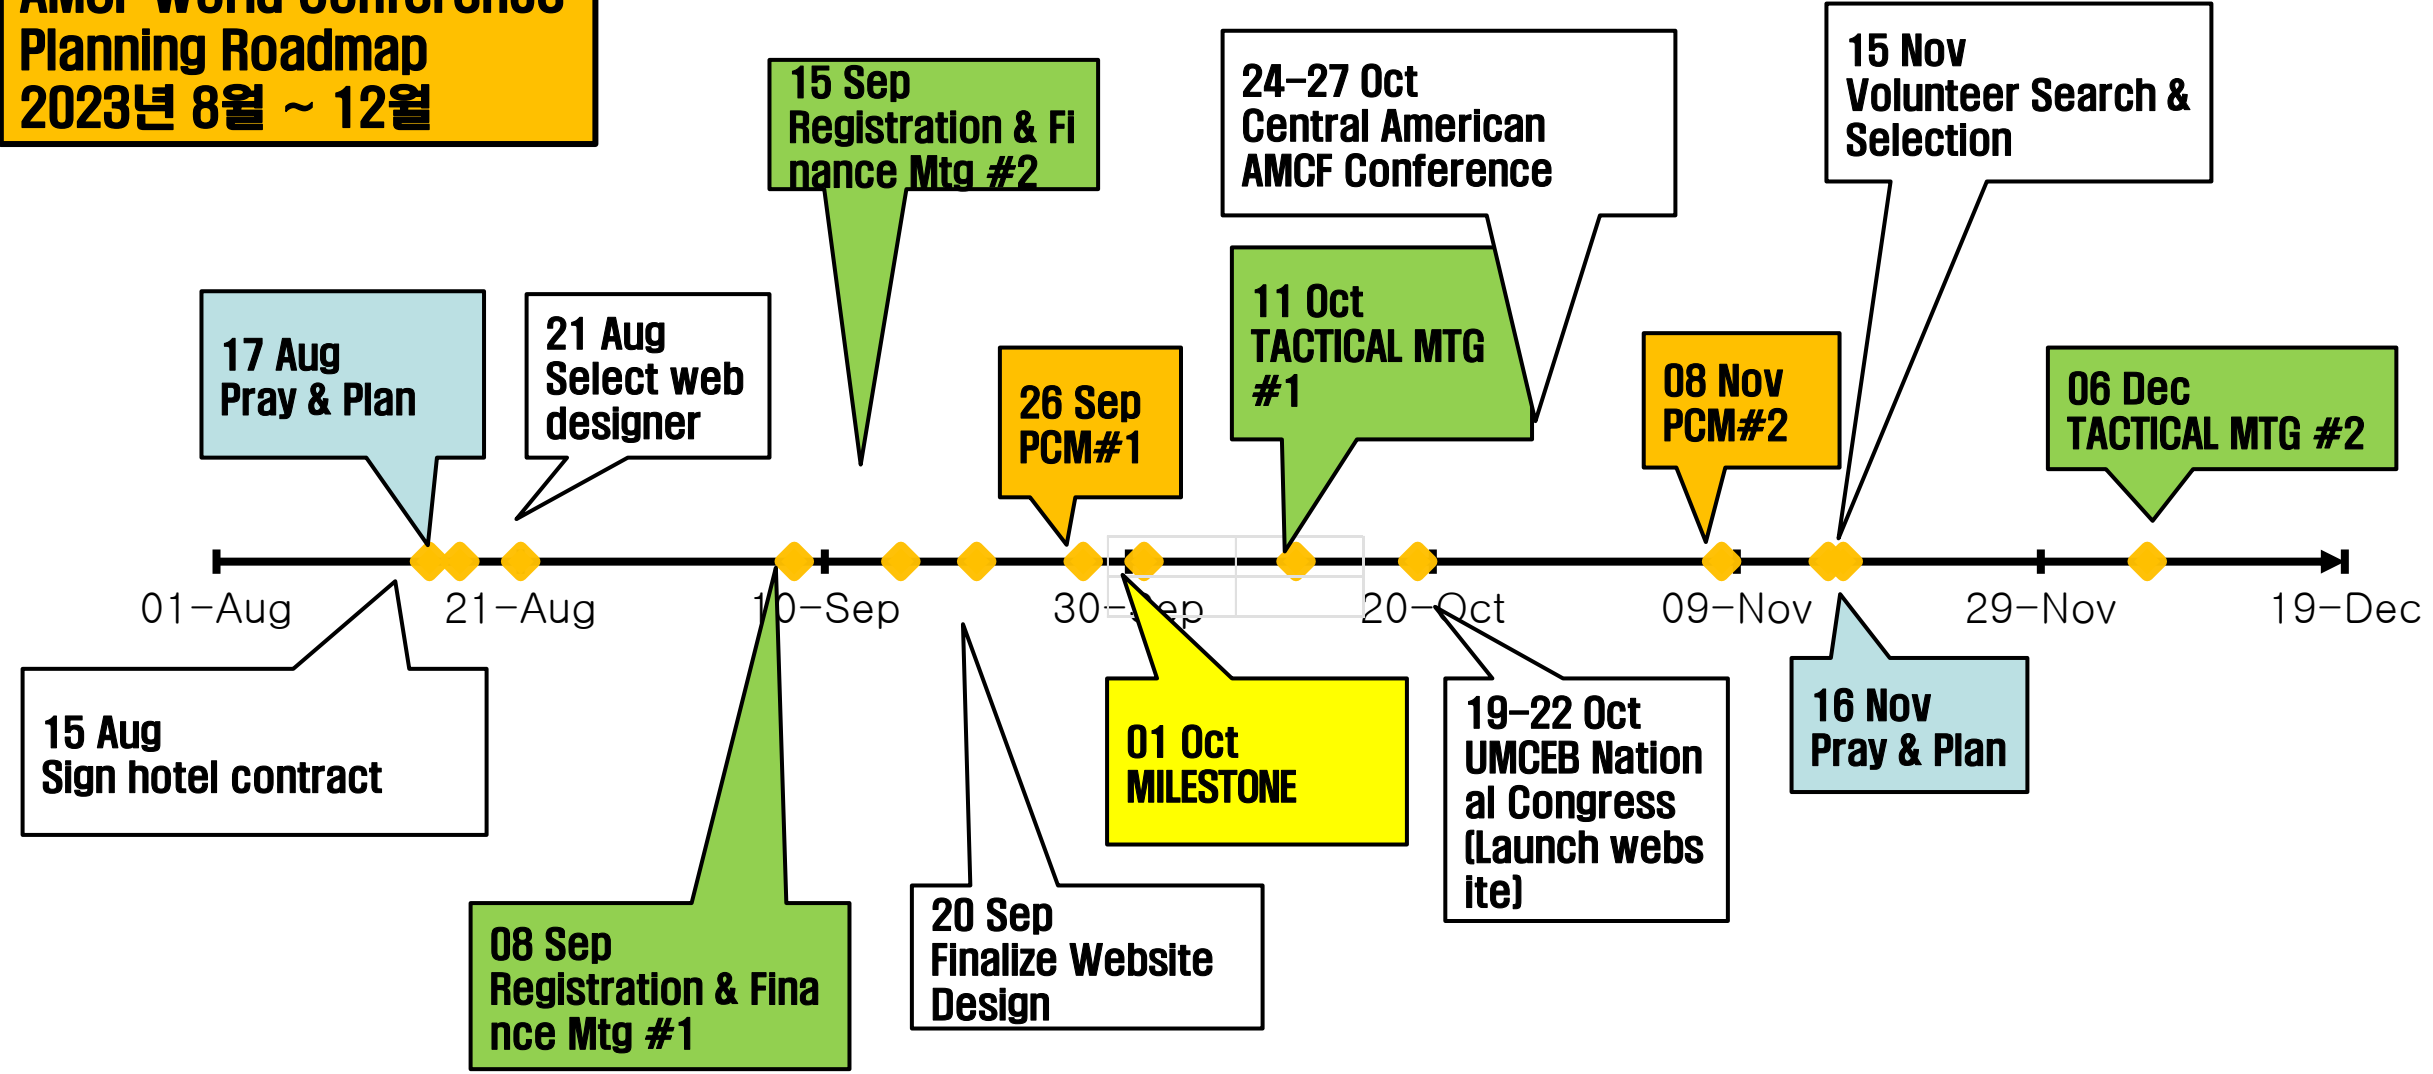 AMCF World Conference
Planning Roadmap
2023년 8월 ~ 12월
15 Sep
Registration & Fi
nance Mtg #2
24-27 Oct
Central American
AMCF Conference
15 Nov
Volunteer Search &
Selection
17 Aug
Pray & Plan
21 Aug
Select web
designer
26 Sep
PCM#1
11 Oct
TACTICAL MTG
#1
08 Nov
PCM#2
06 Dec
TACTICAL MTG #2
01-Aug
21-Aug
10-Sep
30-Sep
20-Oct
09-Nov
29-Nov
19-Dec
15 Aug
Sign hotel contract
08 Sep
Registration & Fina
nce Mtg #1
20 Sep
Finalize Website
Design
01 Oct
MILESTONE
19-22 Oct
UMCEB Nation
al Congress
(Launch webs
ite)
16 Nov
Pray & Plan